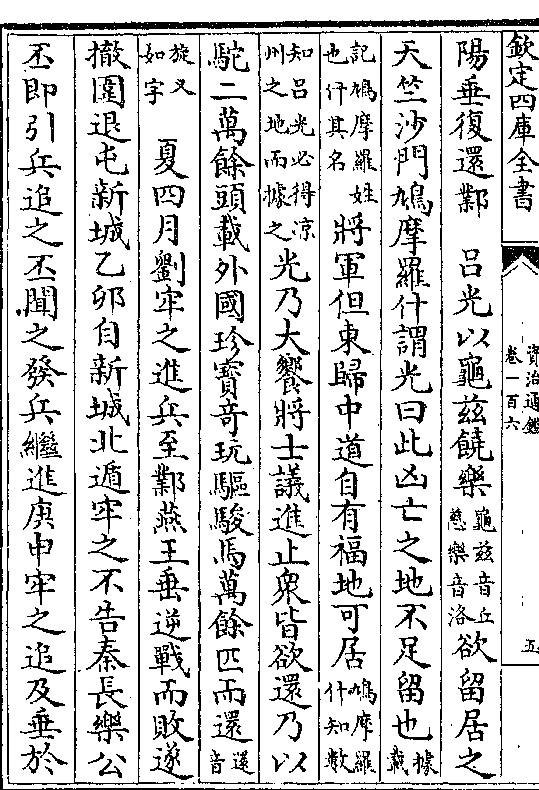 欽定四庫全書
資治通鑑
卷一百六
五
陽垂復還鄴　呂光以龜兹饒樂龜兹音丘慈樂音洛欲留居之
天竺沙門鳩摩羅什謂光曰此凶亡之地不足留也據載
記鳩摩羅姓也什其名將軍但東歸中道自有福地可居鳩摩羅什知數
知呂光必得涼州之地而據之光乃大饗將士議進止衆皆欲還乃以
駝二萬餘頭載外國珍寶竒玩驅駿馬萬餘匹而還還音
旋又如字　夏四月劉牢之進兵至鄴燕王垂逆戰而敗遂
撤圍退屯新城乙卯自新城北遁牢之不告秦長樂公
丕即引兵追之丕聞之發兵繼進庚申牢之追及垂於